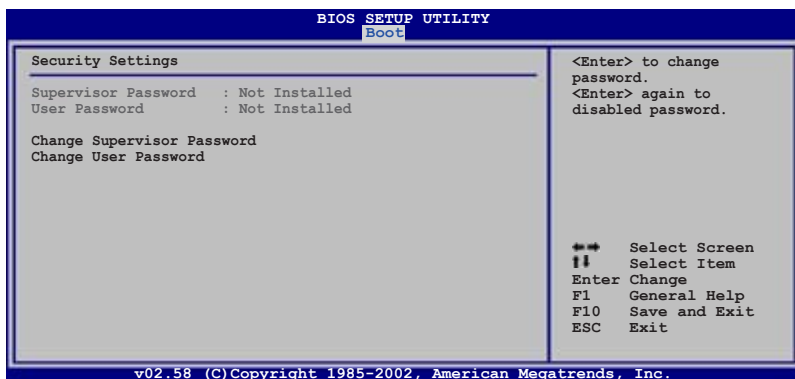 BIOS SETUP UTILITY
Boot
Security Settings
Supervisor Password : Not Installed
User Password : Not Installed
Change Supervisor Password
Change User Password
<Enter> to change
password.
<Enter> again to
disabled password.
←→ Select Screen
↑↓ Select Item
Enter Change
F1 General Help
F10 Save and Exit
ESC Exit
v02.58 (C)Copyright 1985-2002, American Megatrends, Inc.